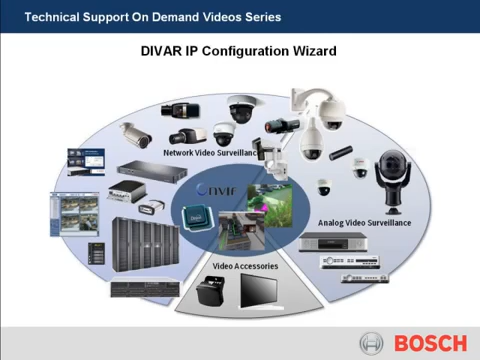 Technical Support On Demand Videos Series
DIVAR IP Configuration Wizard
Network Video Surveillance
Onvif
Analog Video Surveillance
Video Accessories
BOSCH